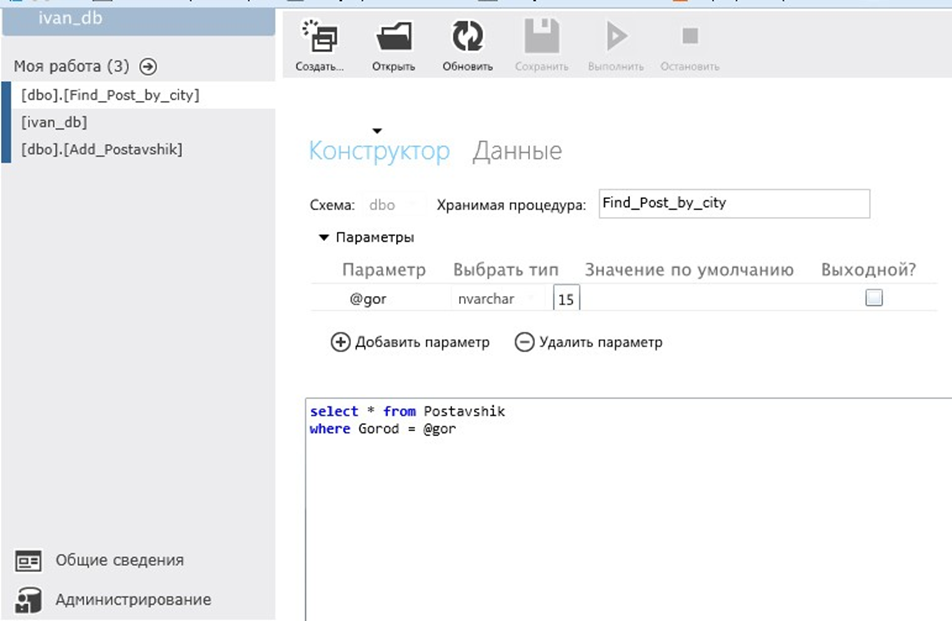 ivan_db
Моя работа (3)
[dbo].[Find_Post_by_city]
[ivan_db]
[dbo].[Add_Postavshik]
Общие сведения
Администрирование
Создать... Открыть Обновить Сохранить Выполнить Остановить
Конструктор Данные
Схема: dbo Хранимая процедура: Find_Post_by_city
Параметры
Параметр Выбрать тип Значение по умолчанию Выходной?
@gor nvarchar 15
Добавить параметр Удалить параметр
select * from Postavshik
where Gorod = @gor